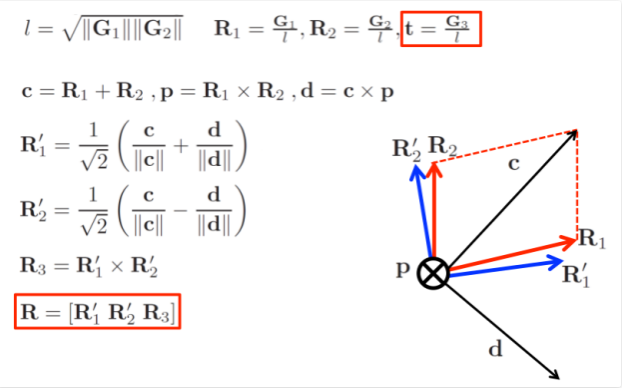 l = √‖G₁‖‖G₂‖   R₁ = G₁/l , R₂ = G₂/l , t = G₃/l
c = R₁ + R₂ , p = R₁ × R₂ , d = c × p
R′₁ = 1/√2 ( c/‖c‖ + d/‖d‖ )
R′₂ = 1/√2 ( c/‖c‖ − d/‖d‖ )
R₃ = R′₁ × R′₂
R = [R′₁ R′₂ R₃]
R′₂ R₂
c
R₁
p
R′₁
d